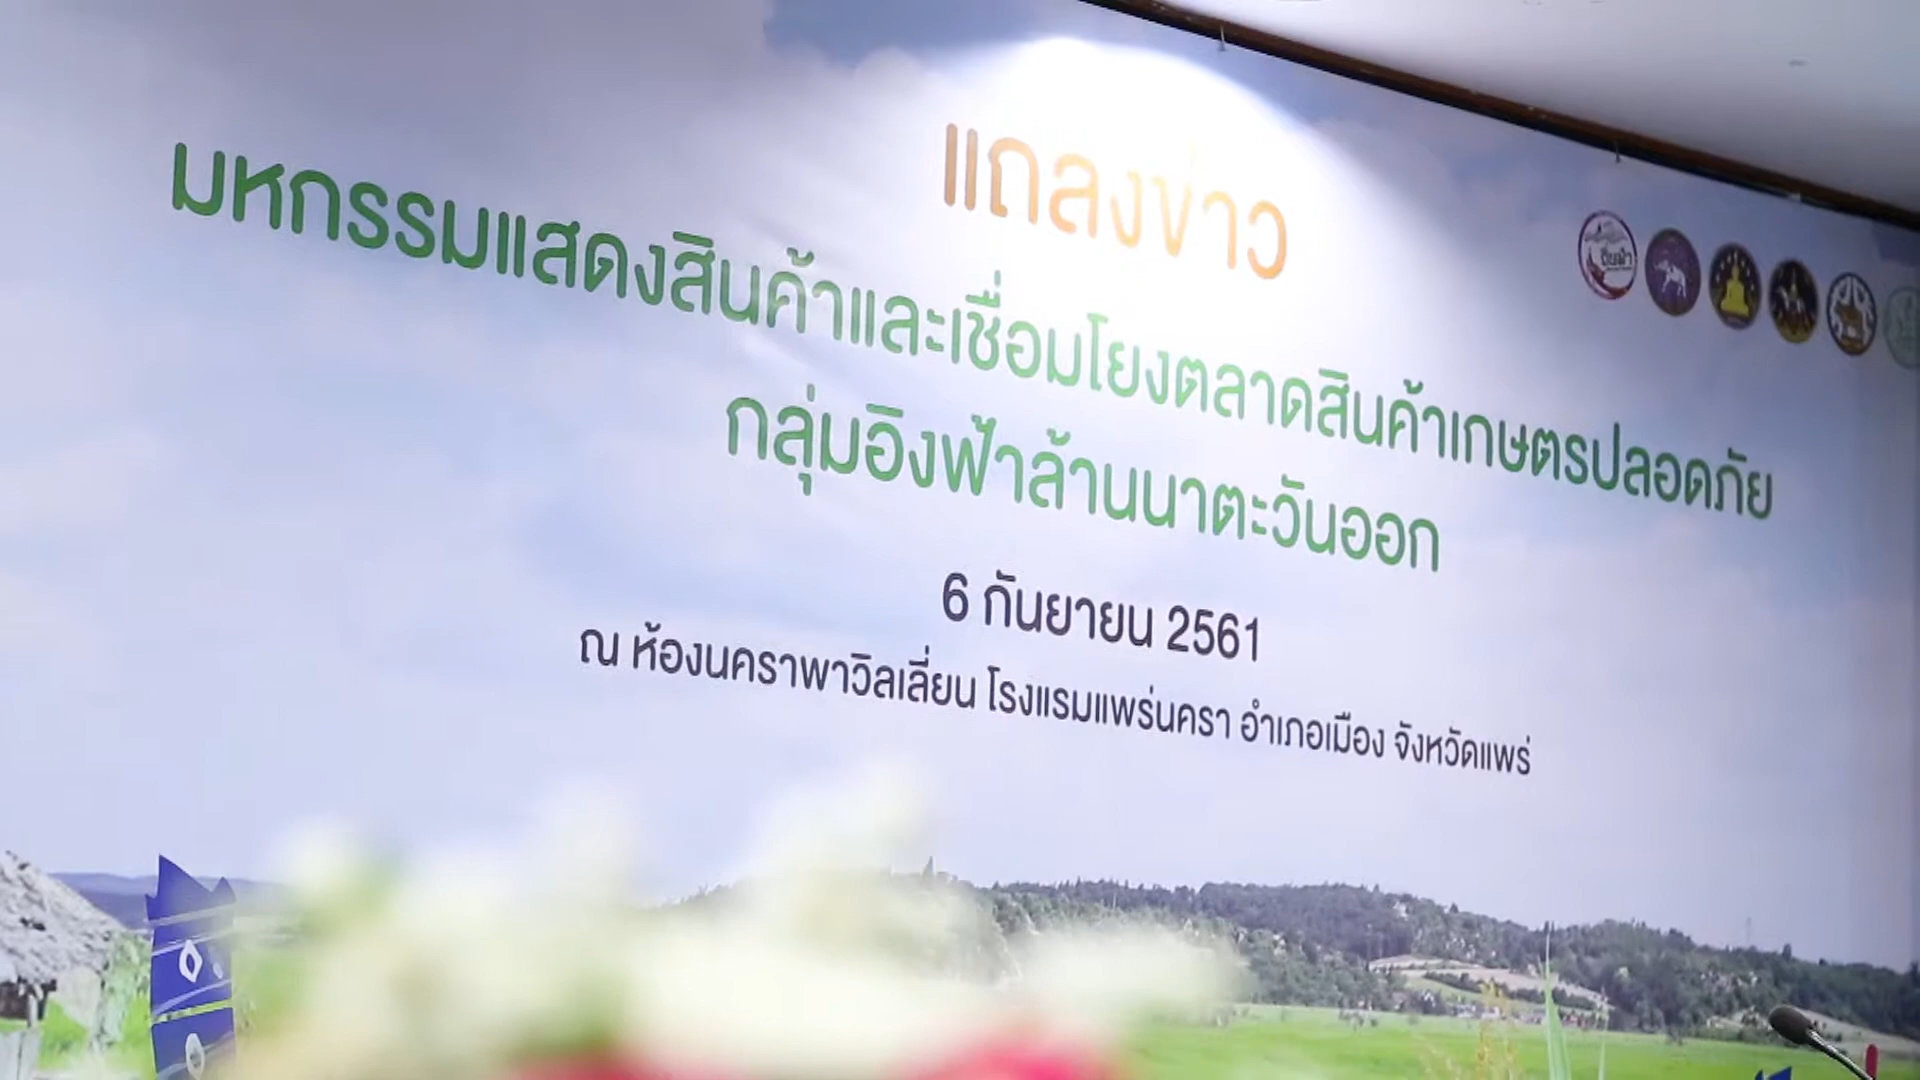 แถลงข่าว
มหกรรมแสดงสินค้าและเชื่อมโยงตลาดสินค้าเกษตรปลอดภัย
กลุ่มอิงฟ้าล้านนาตะวันออก
6 กันยายน 2561
ณ ห้องนคราพาวิลเลี่ยน โรงแรมแพร่นครา อำเภอเมือง จังหวัดแพร่